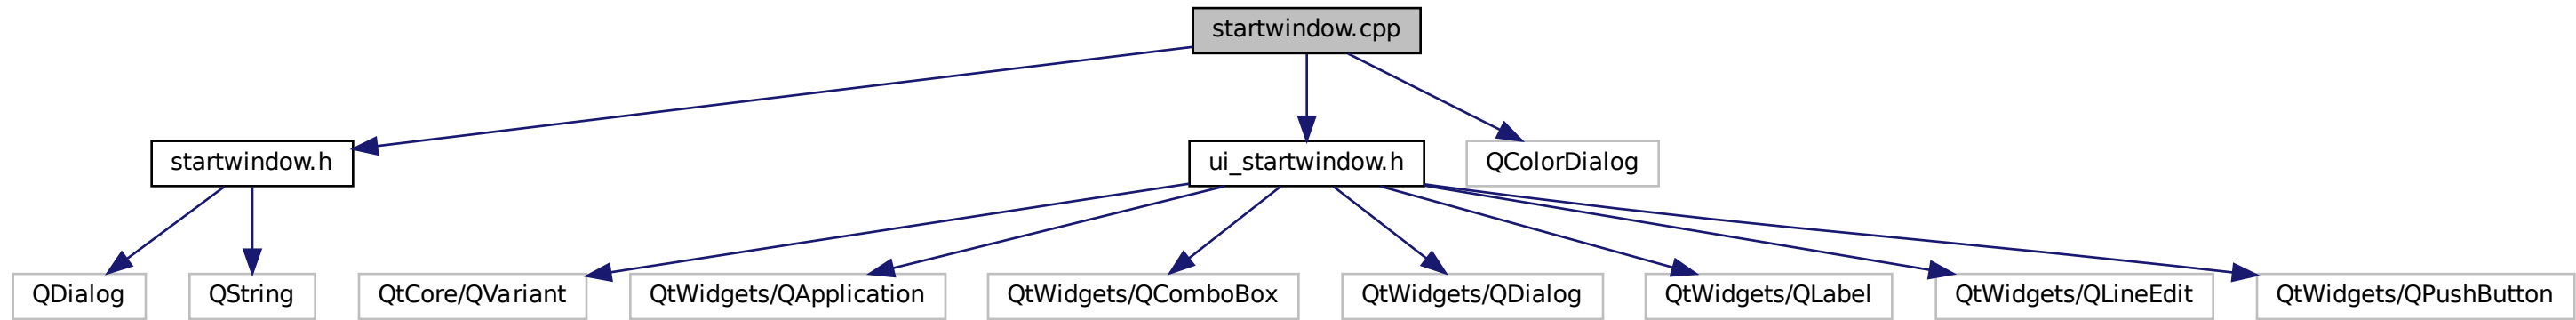 startwindow.cpp
startwindow.h
ui_startwindow.h
QColorDialog
QDialog
QString
QtCore/QVariant
QtWidgets/QApplication
QtWidgets/QComboBox
QtWidgets/QDialog
QtWidgets/QLabel
QtWidgets/QLineEdit
QtWidgets/QPushButton